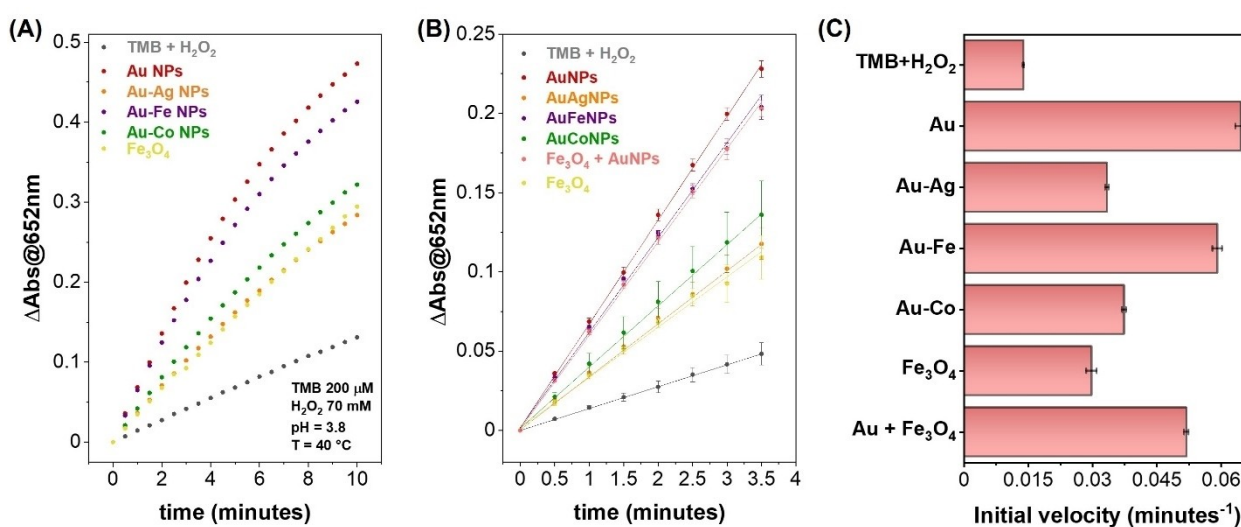 (A)
0.5
0.4
0.3
0.2
0.1
0
ΔAbs@652nm
TMB + H₂O₂
Au NPs
Au-Ag NPs
Au-Fe NPs
Au-Co NPs
Fe₃O₄
TMB 200 μM
H₂O₂ 70 mM
pH = 3.8
T = 40 °C
0 2 4 6 8 10
time (minutes)
(B)
0.25
0.2
0.15
0.1
0.05
0
ΔAbs@652nm
TMB + H₂O₂
AuNPs
AuAgNPs
AuFeNPs
AuCoNPs
Fe₃O₄ + AuNPs
Fe₃O₄
0 0.5 1 1.5 2 2.5 3 3.5 4
time (minutes)
(C)
TMB+H₂O₂
Au
Au-Ag
Au-Fe
Au-Co
Fe₃O₄
Au + Fe₃O₄
0 0.015 0.03 0.045 0.06
Initial velocity (minutes⁻¹)